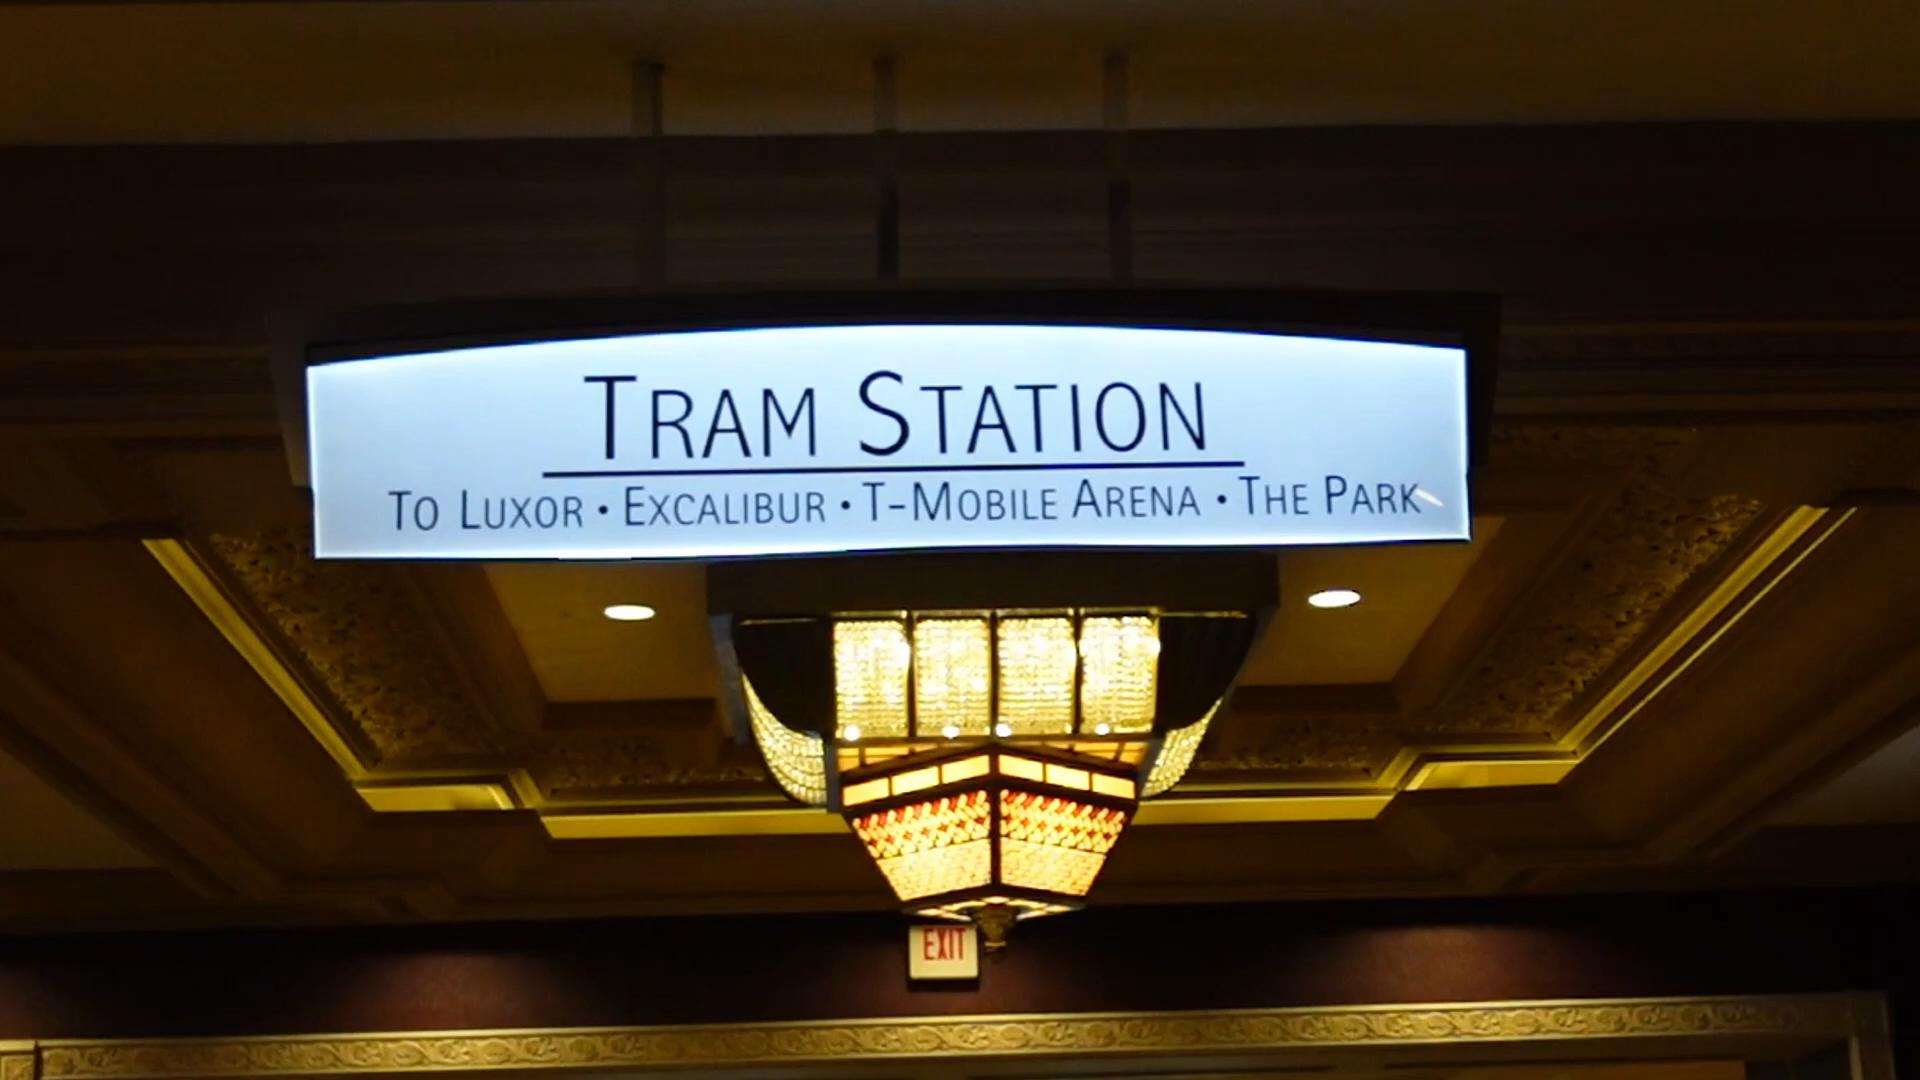 TRAM STATION
TO LUXOR • EXCALIBUR • T-MOBILE ARENA • THE PARK
EXIT